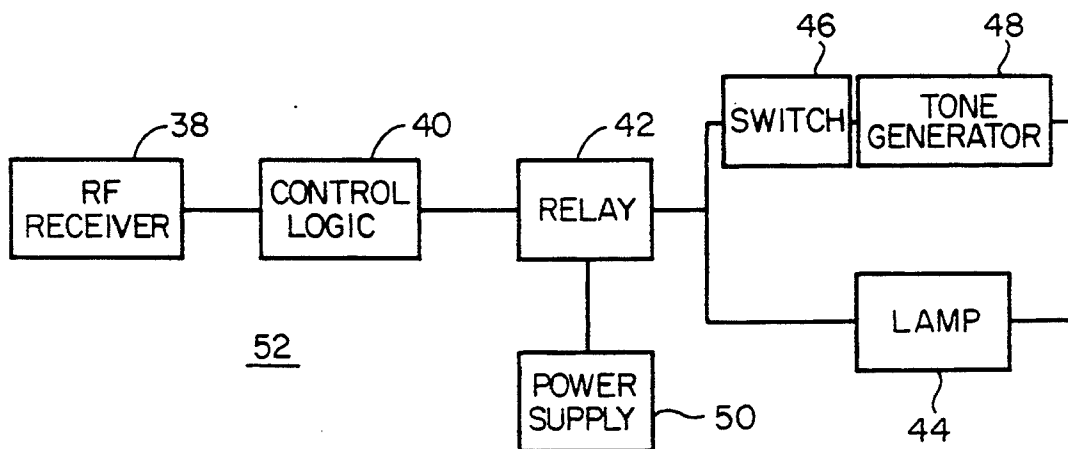 46
48
38
40
42
SWITCH
TONE
GENERATOR
RF
RECEIVER
CONTROL
LOGIC
RELAY
LAMP
52
POWER
SUPPLY
50
44